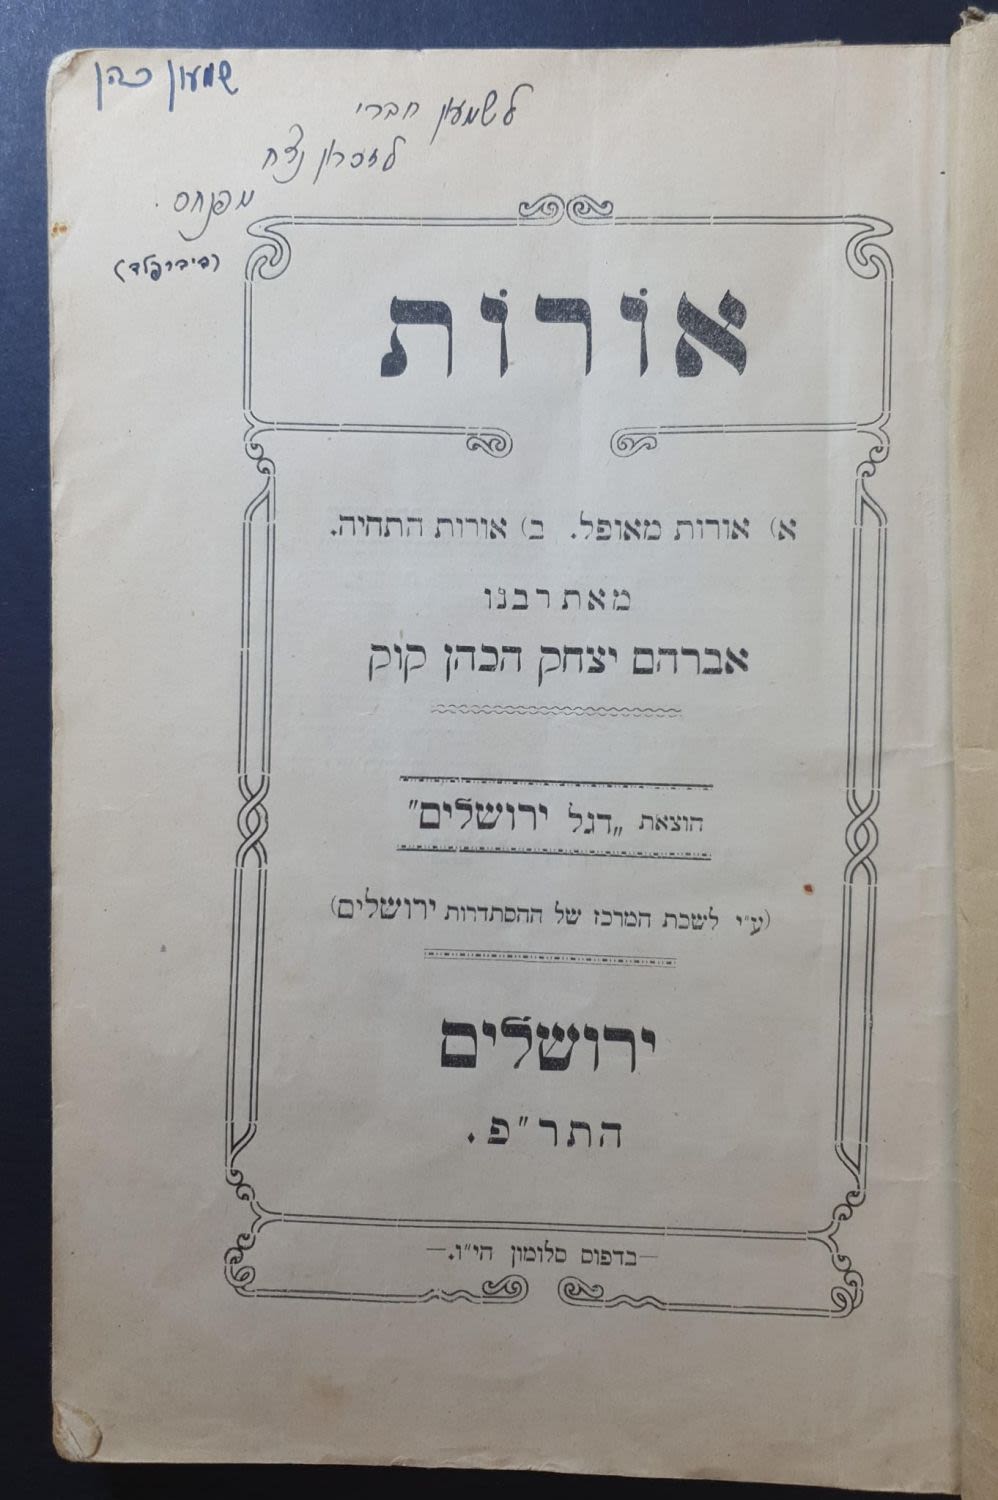 שמעון כהן
לשמעון חברי
לזכרון נצח
מפנחס.
(ביברפלד)
אורות
א) אורות מאופל. ב) אורות התחיה.
מאת רבנו
אברהם יצחק הכהן קוק
הוצאת „דגל ירושלים"
(ע"י לשכת המרכז של ההסתדרות ירושלים)
ירושלים
התר"פ.
—בדפוס סלומון הי"ו.—